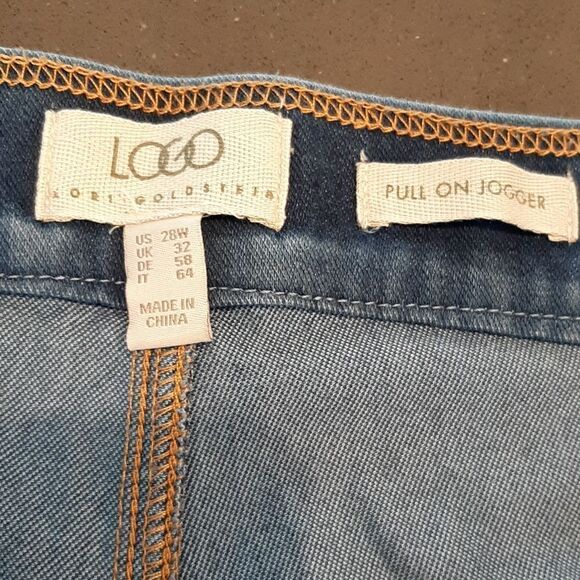 LOGO
LORI GOLDSTEIN
PULL ON JOGGER
US 28W
UK 32
DE 58
IT 64
MADE IN
CHINA